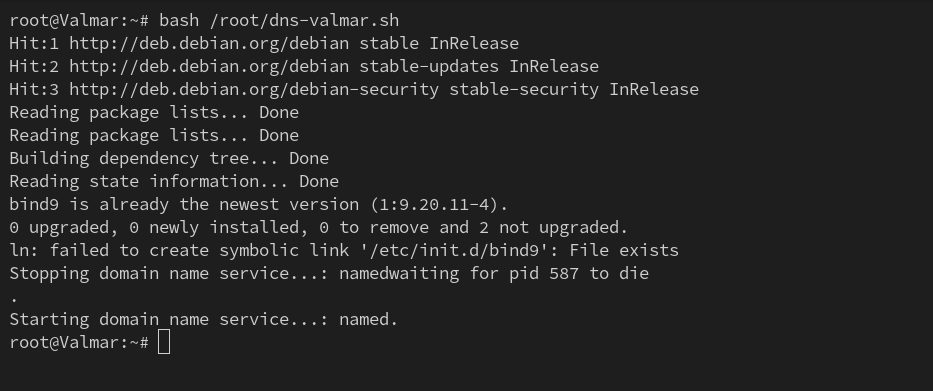 root@Valmar:~# bash /root/dns-valmar.sh
Hit:1 http://deb.debian.org/debian stable InRelease
Hit:2 http://deb.debian.org/debian stable-updates InRelease
Hit:3 http://deb.debian.org/debian-security stable-security InRelease
Reading package lists... Done
Reading package lists... Done
Building dependency tree... Done
Reading state information... Done
bind9 is already the newest version (1:9.20.11-4).
0 upgraded, 0 newly installed, 0 to remove and 2 not upgraded.
ln: failed to create symbolic link '/etc/init.d/bind9': File exists
Stopping domain name service...: namedwaiting for pid 587 to die
.
Starting domain name service...: named.
root@Valmar:~#